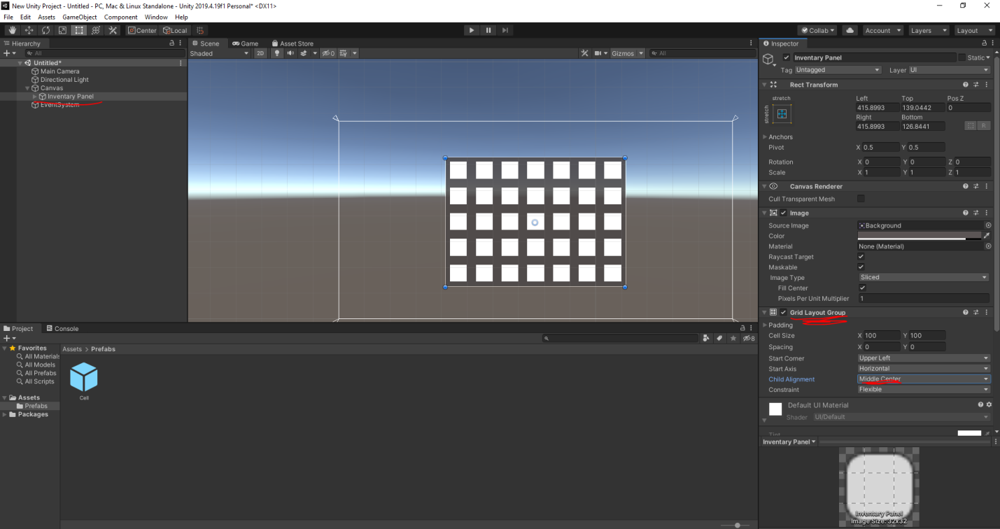 New Unity Project - Untitled - PC, Mac & Linux Standalone - Unity 2019.4.19f1 Personal* <DX11>
File Edit Assets GameObject Component Window Help
Center Local Collab Account Layers Layout
Hierarchy
All
Untitled*
Main Camera
Directional Light
Canvas
Inventary Panel
EventSystem
Scene Game Asset Store
Shaded 2D 0 Gizmos All
Inspector
Inventary Panel Static
Tag Untagged Layer UI
Rect Transform
stretch
stretch
Left Top Pos Z
415.8993 139.0442 0
Right Bottom
415.8993 126.8441 R
Anchors
Pivot X 0.5 Y 0.5
Rotation X 0 Y 0 Z 0
Scale X 1 Y 1 Z 1
Canvas Renderer
Cull Transparent Mesh
Image
Source Image Background
Color
Material None (Material)
Raycast Target
Maskable
Image Type Sliced
Fill Center
Pixels Per Unit Multiplier 1
Grid Layout Group
Padding
Cell Size X 100 Y 100
Spacing X 0 Y 0
Start Corner Upper Left
Start Axis Horizontal
Child Alignment Middle Center
Constraint Flexible
Default UI Material
Shader UI/Default
Tint
Inventary Panel
Inventary Panel
Image Size: 32x32
Project Console
8
Favorites
All Materials
All Models
All Prefabs
All Scripts
Assets
Prefabs
Packages
Assets > Prefabs
Cell